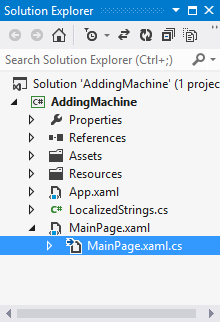 Solution Explorer
Search Solution Explorer (Ctrl+;)
Solution 'AddingMachine' (1 projec
C# AddingMachine
Properties
References
Assets
Resources
App.xaml
C# LocalizedStrings.cs
MainPage.xaml
MainPage.xaml.cs